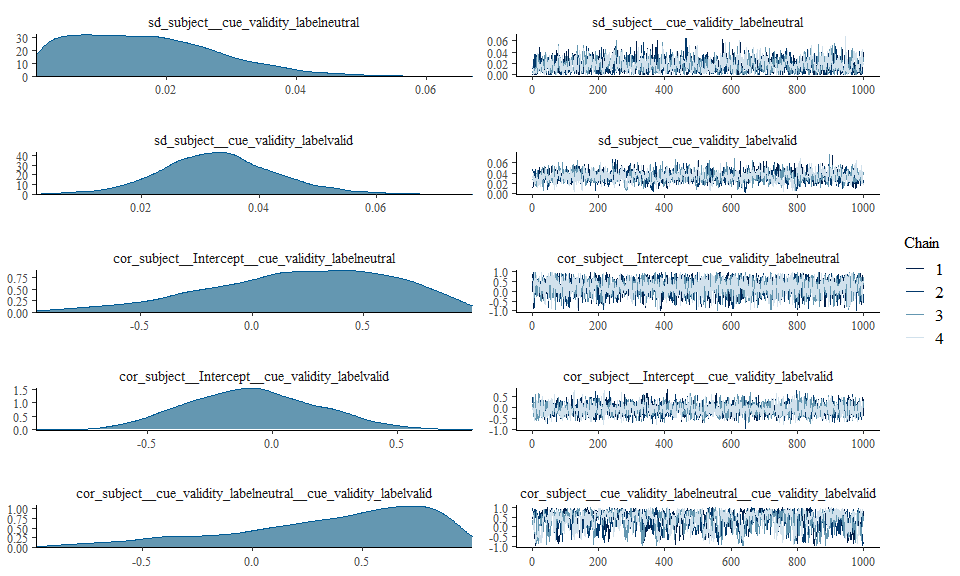 sd_subject__cue_validity_labelneutral
30
20
10
0
0.02 0.04 0.06
sd_subject__cue_validity_labelneutral
0.06
0.04
0.02
0.00
0 200 400 600 800 1000
sd_subject__cue_validity_labelvalid
40
30
20
10
0
0.02 0.04 0.06
sd_subject__cue_validity_labelvalid
0.06
0.04
0.02
0.00
0 200 400 600 800 1000
cor_subject__Intercept__cue_validity_labelneutral
0.75
0.50
0.25
0.00
-0.5 0.0 0.5
cor_subject__Intercept__cue_validity_labelneutral
1.0
0.5
0.0
-0.5
-1.0
0 200 400 600 800 1000
cor_subject__Intercept__cue_validity_labelvalid
1.5
1.0
0.5
0.0
-0.5 0.0 0.5
cor_subject__Intercept__cue_validity_labelvalid
0.5
0.0
-0.5
-1.0
0 200 400 600 800 1000
cor_subject__cue_validity_labelneutral__cue_validity_labelvalid
1.00
0.75
0.50
0.25
0.00
-0.5 0.0 0.5
cor_subject__cue_validity_labelneutral__cue_validity_labelvalid
1.0
0.5
0.0
-0.5
-1.0
0 200 400 600 800 1000
Chain
1
2
3
4